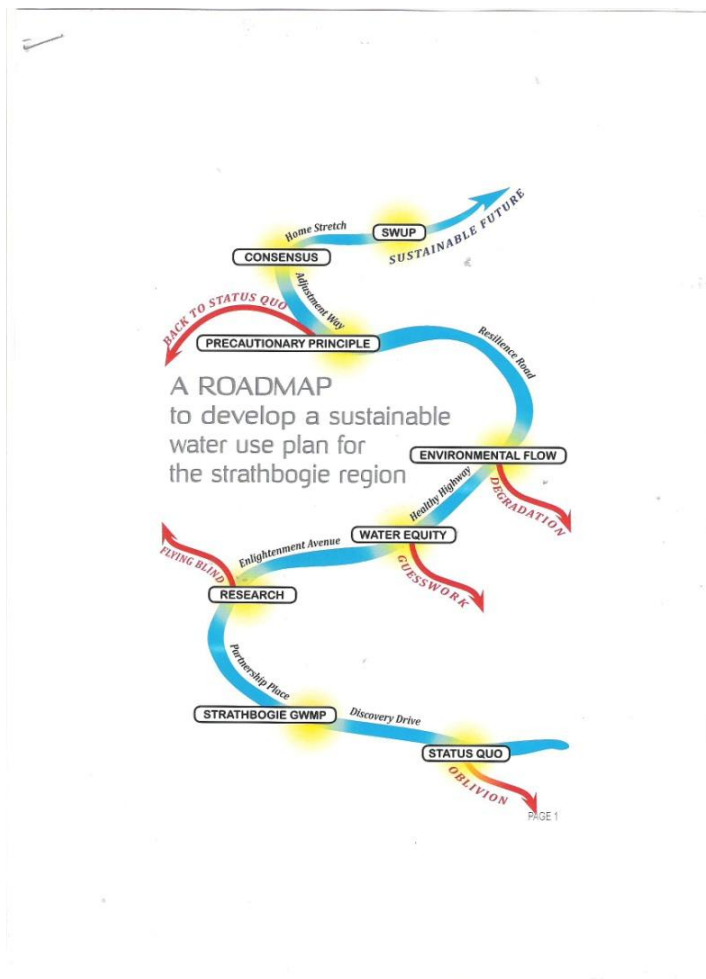 Home Stretch
SWUP
SUSTAINABLE FUTURE
CONSENSUS
Adjustment Way
BACK TO STATUS QUO
PRECAUTIONARY PRINCIPLE
Resilience Road
A ROADMAP
to develop a sustainable
water use plan for
the strathbogie region
ENVIRONMENTAL FLOW
Healthy Highway
DEGRADATION
WATER EQUITY
Enlightenment Avenue
FLYING BLIND
GUESSWORK
RESEARCH
Partnership Place
STRATHBOGIE GWMP
Discovery Drive
STATUS QUO
OBLIVION
PAGE 1